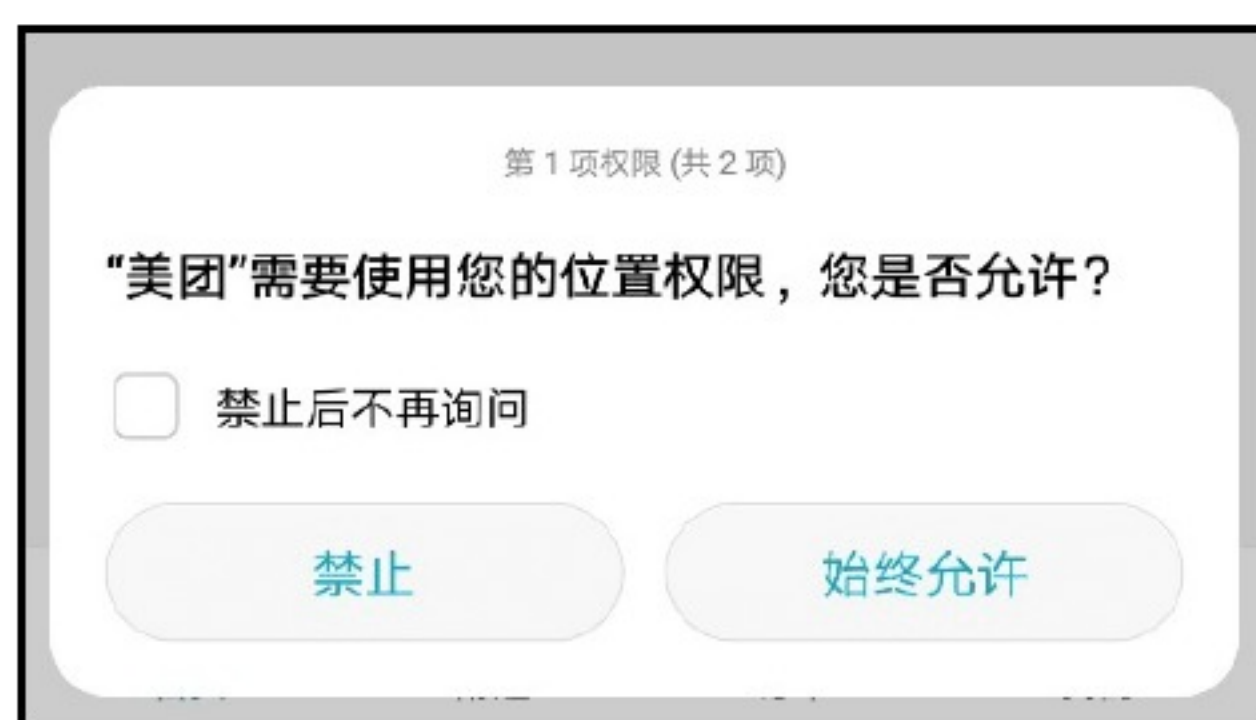 第 1 项权限 (共 2 项)
“美团”需要使用您的位置权限，您是否允许？
禁止后不再询问
禁止
始终允许